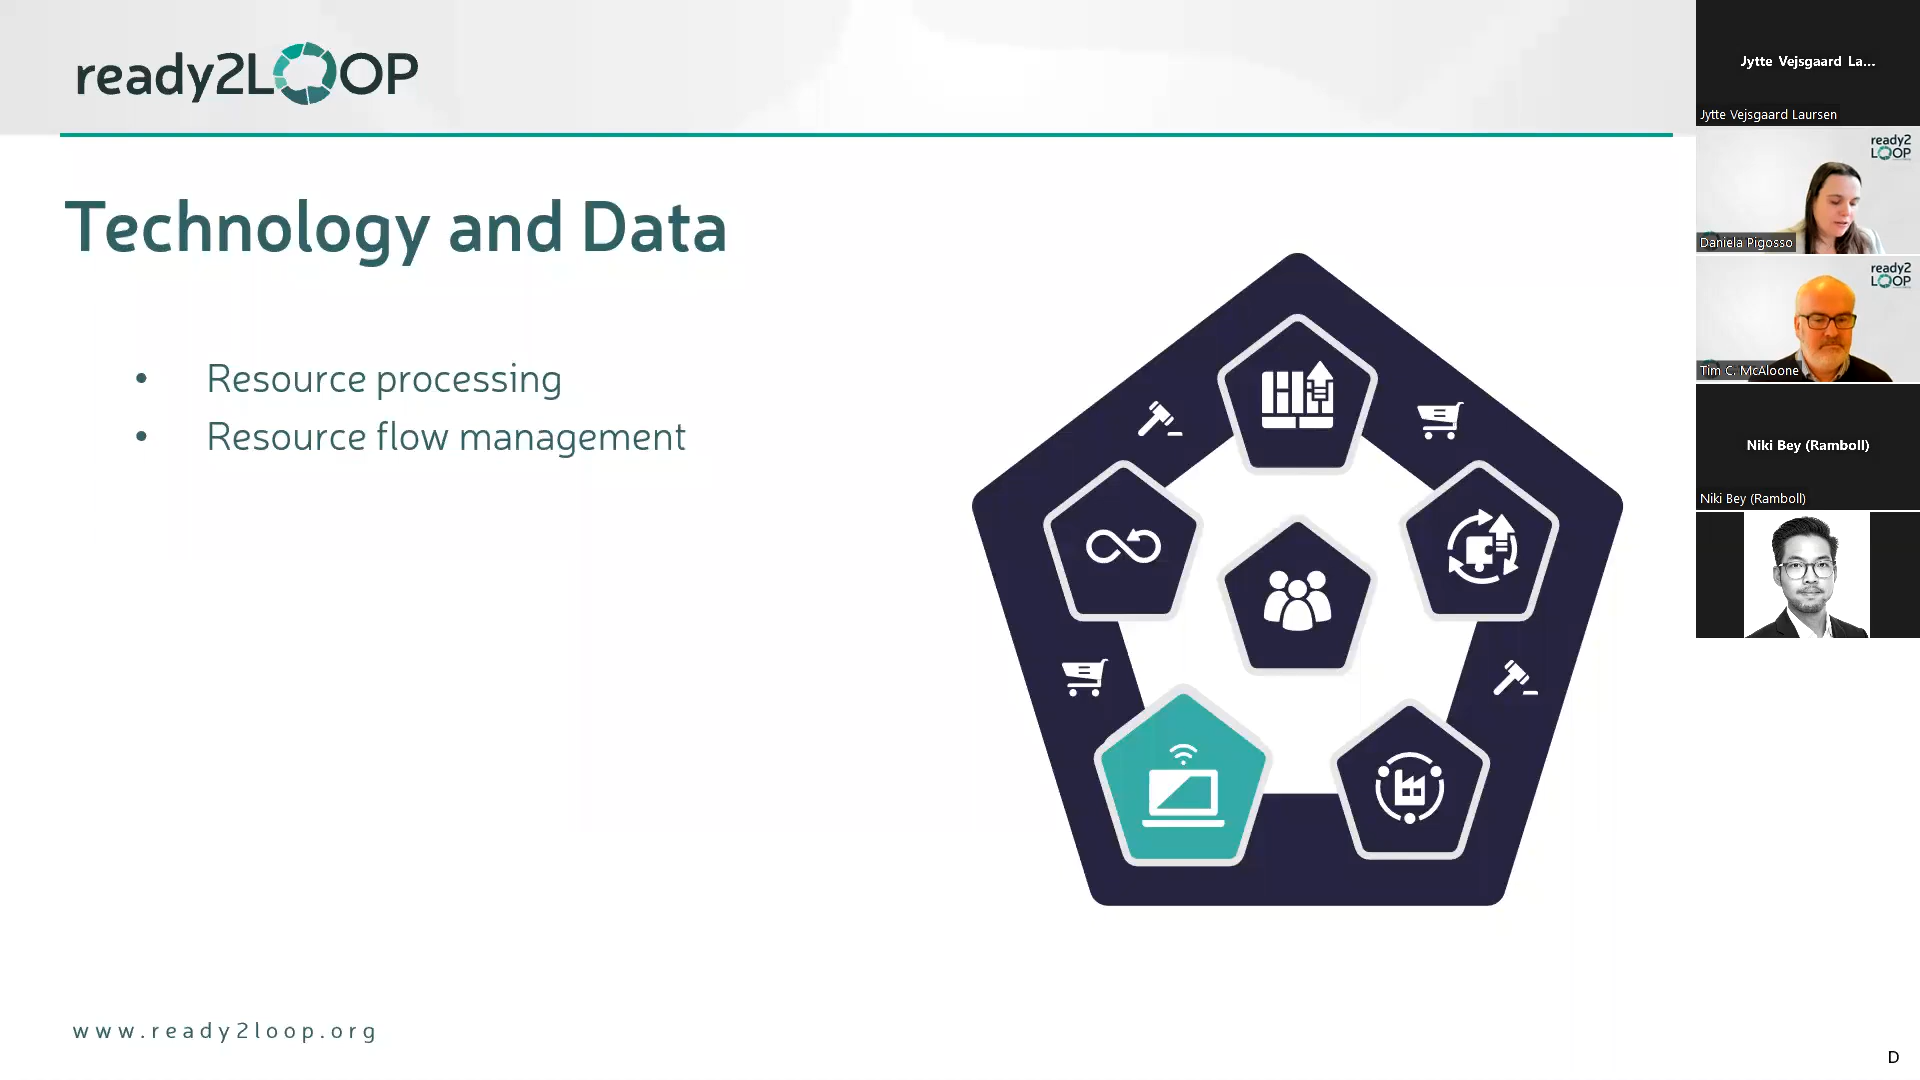 ready2LOOP
Technology and Data
• Resource processing
• Resource flow management
www.ready2loop.org
Jytte Vejsgaard La...
Jytte Vejsgaard Laursen
ready2
LOOP
Daniela Pigosso
ready2
LOOP
Tim C. McAloone
Niki Bey (Ramboll)
Niki Bey (Ramboll)
D